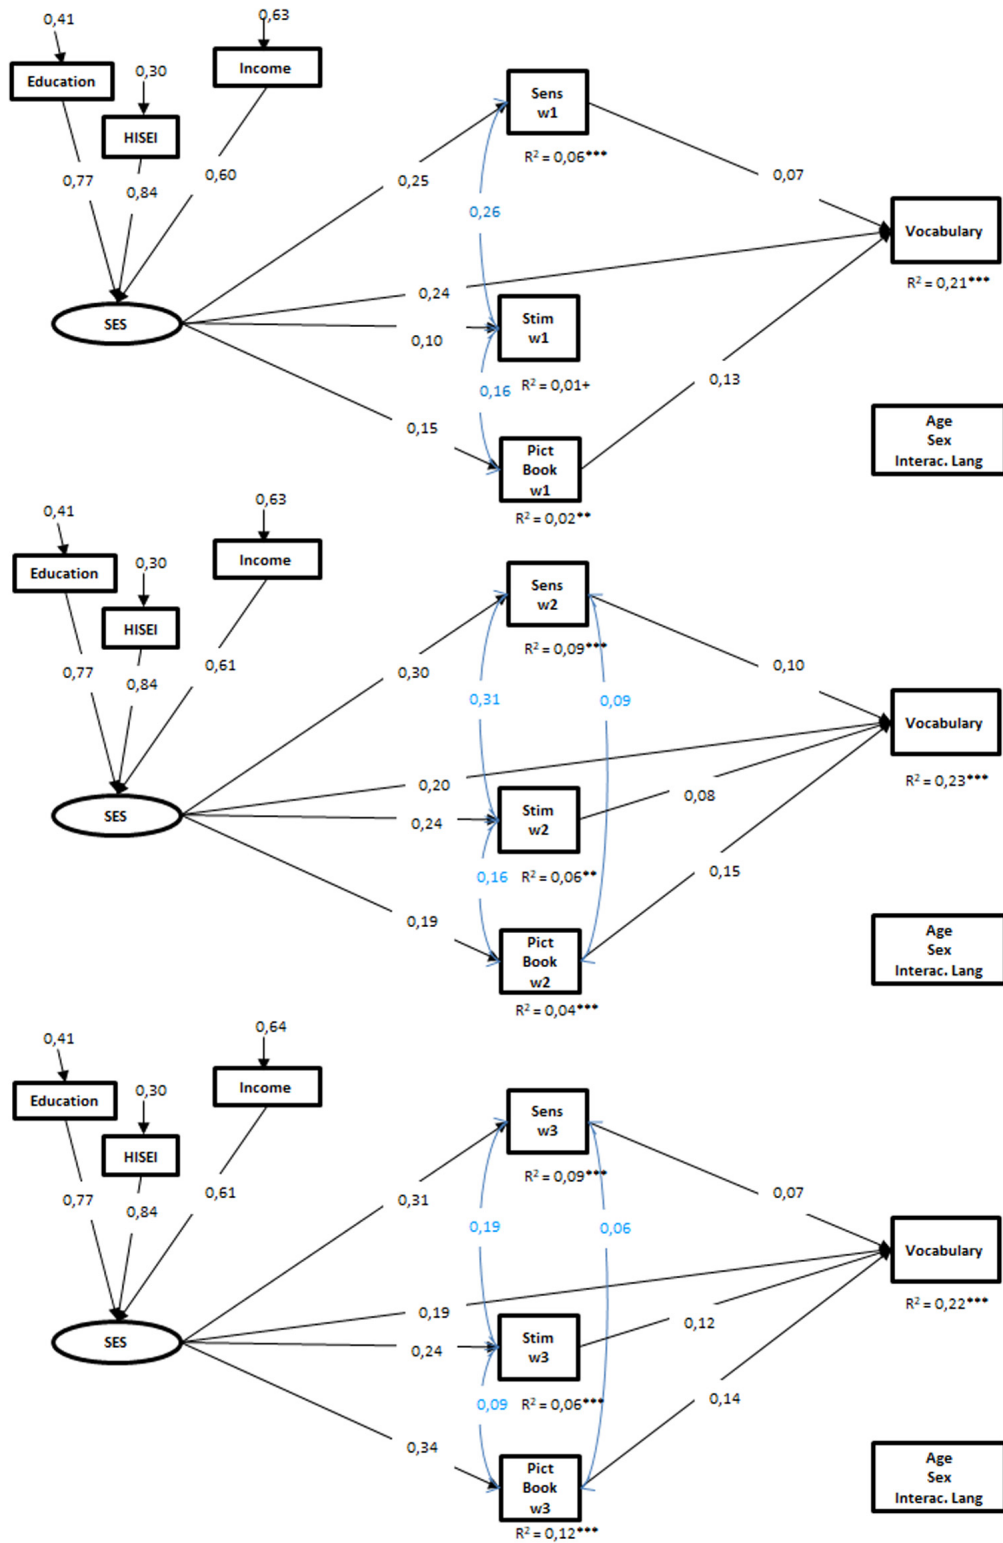 0,41
0,63
Education
0,30
Income
HISEI
Sens
w1
R² = 0,06***
0,77
0,84
0,60
0,25
0,07
0,26
Vocabulary
R² = 0,21***
0,24
SES
Stim
w1
0,10
0,13
R² = 0,01+
0,16
0,15
Age
Sex
Interac. Lang
Pict
Book
w1
R² = 0,02**
0,41
0,63
Education
0,30
Income
HISEI
Sens
w2
R² = 0,09***
0,77
0,84
0,61
0,30
0,10
0,31
0,09
Vocabulary
R² = 0,23***
0,20
0,08
SES
Stim
w2
0,24
0,15
0,16
R² = 0,06**
0,19
Age
Sex
Interac. Lang
Pict
Book
w2
R² = 0,04***
0,41
0,64
Education
0,30
Income
HISEI
Sens
w3
R² = 0,09***
0,77
0,84
0,61
0,31
0,07
0,19
0,06
Vocabulary
R² = 0,22***
0,19
0,12
SES
Stim
w3
0,24
0,14
0,09
R² = 0,06***
0,34
Age
Sex
Interac. Lang
Pict
Book
w3
R² = 0,12***